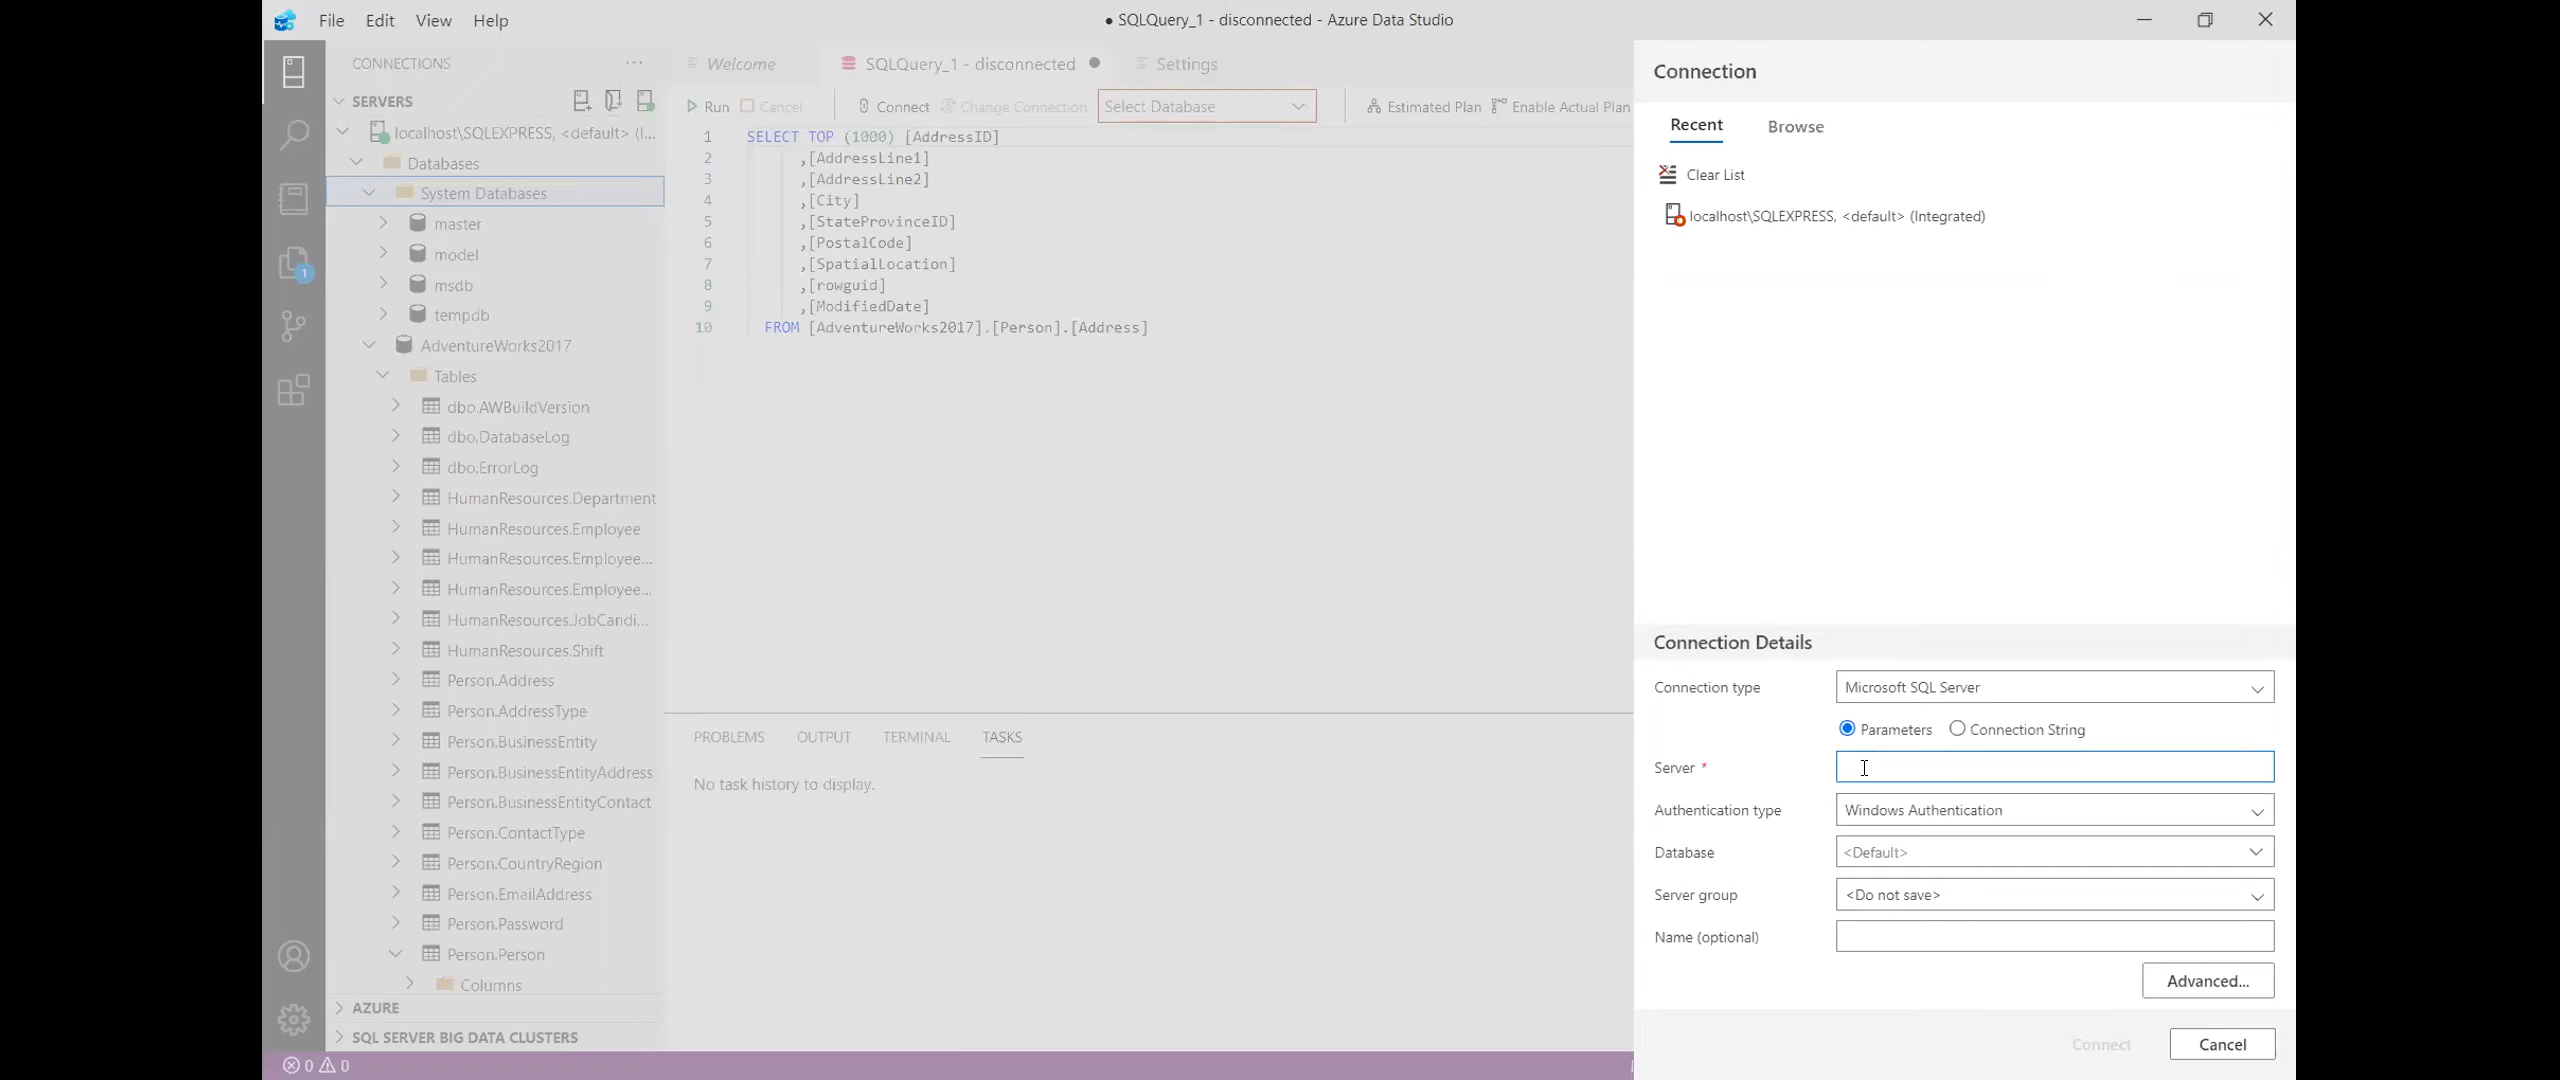 File Edit View Help
● SQLQuery_1 - disconnected - Azure Data Studio
CONNECTIONS ...
SERVERS
localhost\SQLEXPRESS, <default> (I...
Databases
System Databases
master
model
msdb
tempdb
AdventureWorks2017
Tables
dbo.AWBuildVersion
dbo.DatabaseLog
dbo.ErrorLog
HumanResources.Department
HumanResources.Employee
HumanResources.Employee...
HumanResources.Employee...
HumanResources.JobCandi...
HumanResources.Shift
Person.Address
Person.AddressType
Person.BusinessEntity
Person.BusinessEntityAddress
Person.BusinessEntityContact
Person.ContactType
Person.CountryRegion
Person.EmailAddress
Person.Password
Person.Person
Columns
AZURE
SQL SERVER BIG DATA CLUSTERS
1
0 0
Welcome SQLQuery_1 - disconnected ● Settings
Run Cancel Connect Change Connection Select Database Estimated Plan Enable Actual Plan
1 SELECT TOP (1000) [AddressID]
2 ,[AddressLine1]
3 ,[AddressLine2]
4 ,[City]
5 ,[StateProvinceID]
6 ,[PostalCode]
7 ,[SpatialLocation]
8 ,[rowguid]
9 ,[ModifiedDate]
10 FROM [AdventureWorks2017].[Person].[Address]
PROBLEMS OUTPUT TERMINAL TASKS
No task history to display.
Connection
Recent Browse
Clear List
localhost\SQLEXPRESS, <default> (Integrated)
Connection Details
Connection type Microsoft SQL Server
Parameters Connection String
Server *
Authentication type Windows Authentication
Database <Default>
Server group <Do not save>
Name (optional)
Advanced...
Connect Cancel